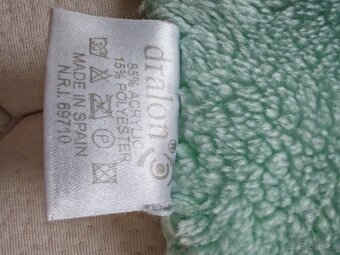 dralon®
85% ACRYLIC
15% POLYESTER
MADE IN SPAIN
N.R.I. 69710